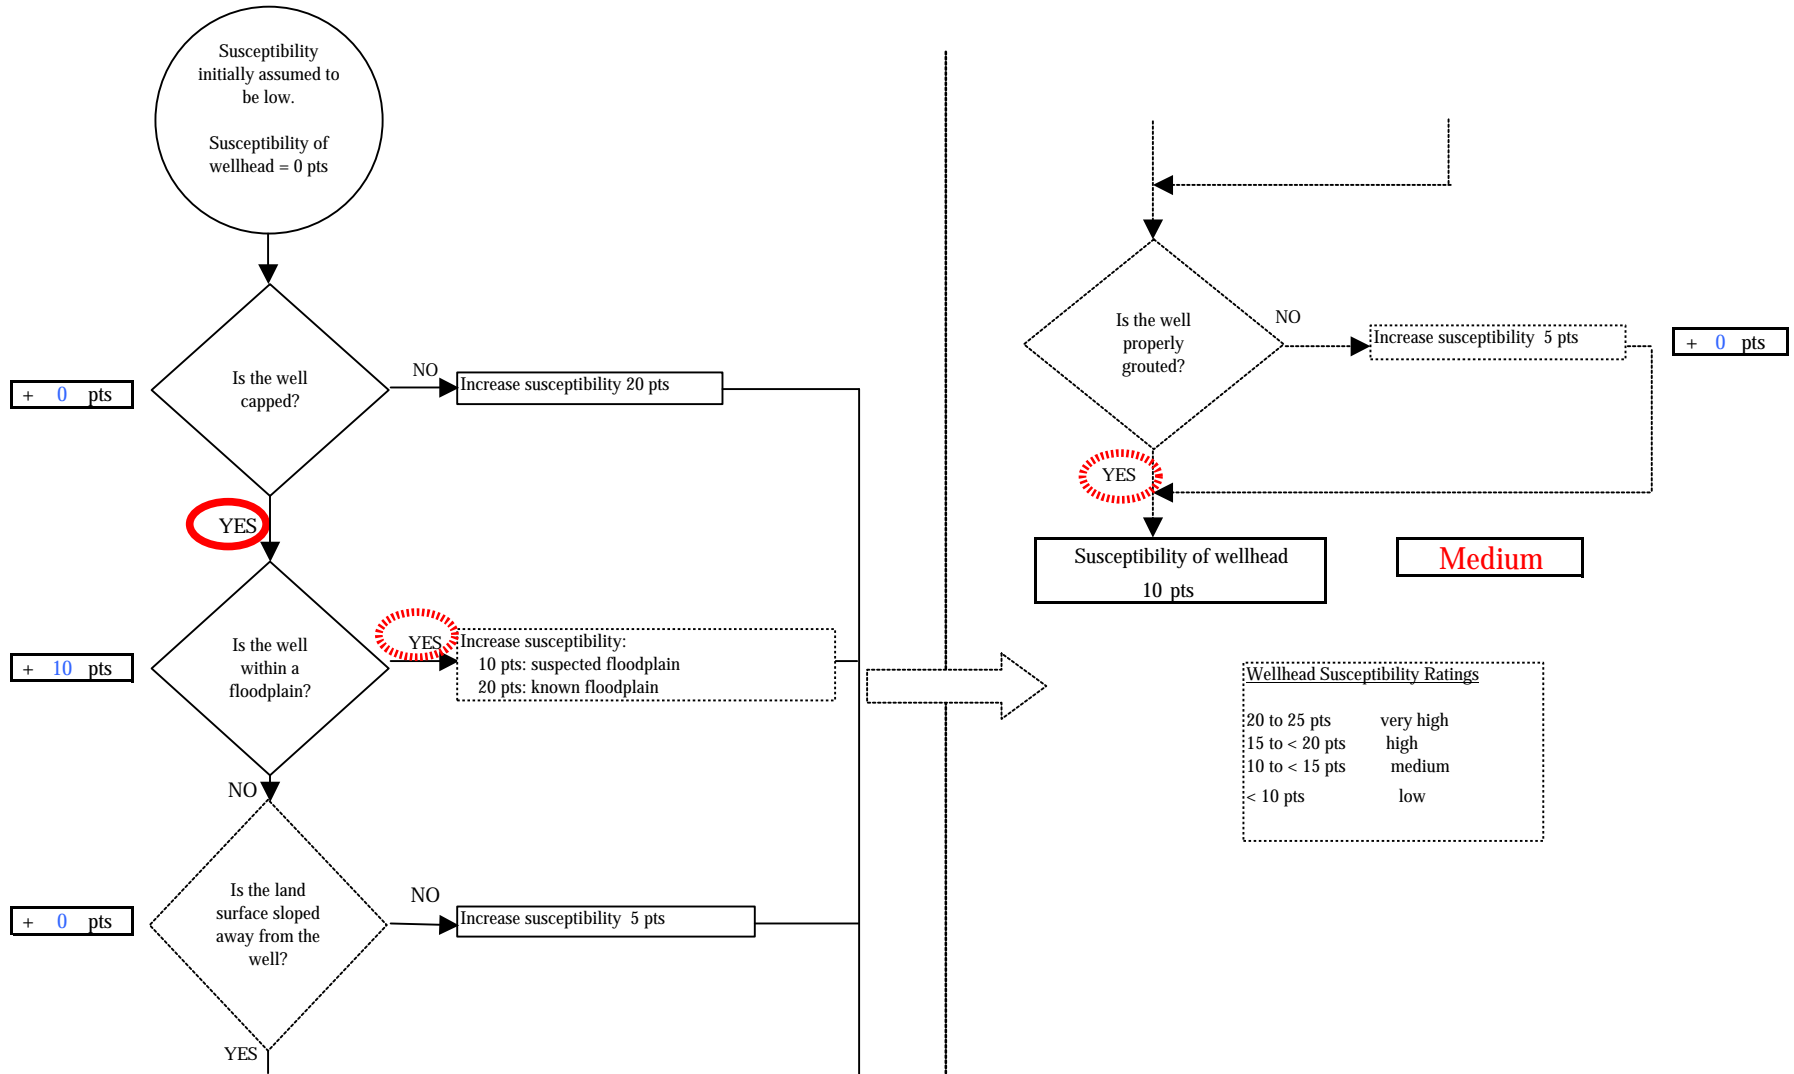 Susceptibility
initially assumed to
be low.
Susceptibility of
wellhead = 0 pts
+ 0 pts
Is the well
capped?
NO
Increase susceptibility 20 pts
YES
+ 10 pts
Is the well
within a
floodplain?
YES
Increase susceptibility:
10 pts: suspected floodplain
20 pts: known floodplain
NO
+ 0 pts
Is the land
surface sloped
away from the
well?
NO
Increase susceptibility 5 pts
YES
Is the well
properly
grouted?
NO
Increase susceptibility 5 pts
+ 0 pts
YES
Susceptibility of wellhead
10 pts
Medium
Wellhead Susceptibility Ratings
20 to 25 pts very high
15 to < 20 pts high
10 to < 15 pts medium
< 10 pts low